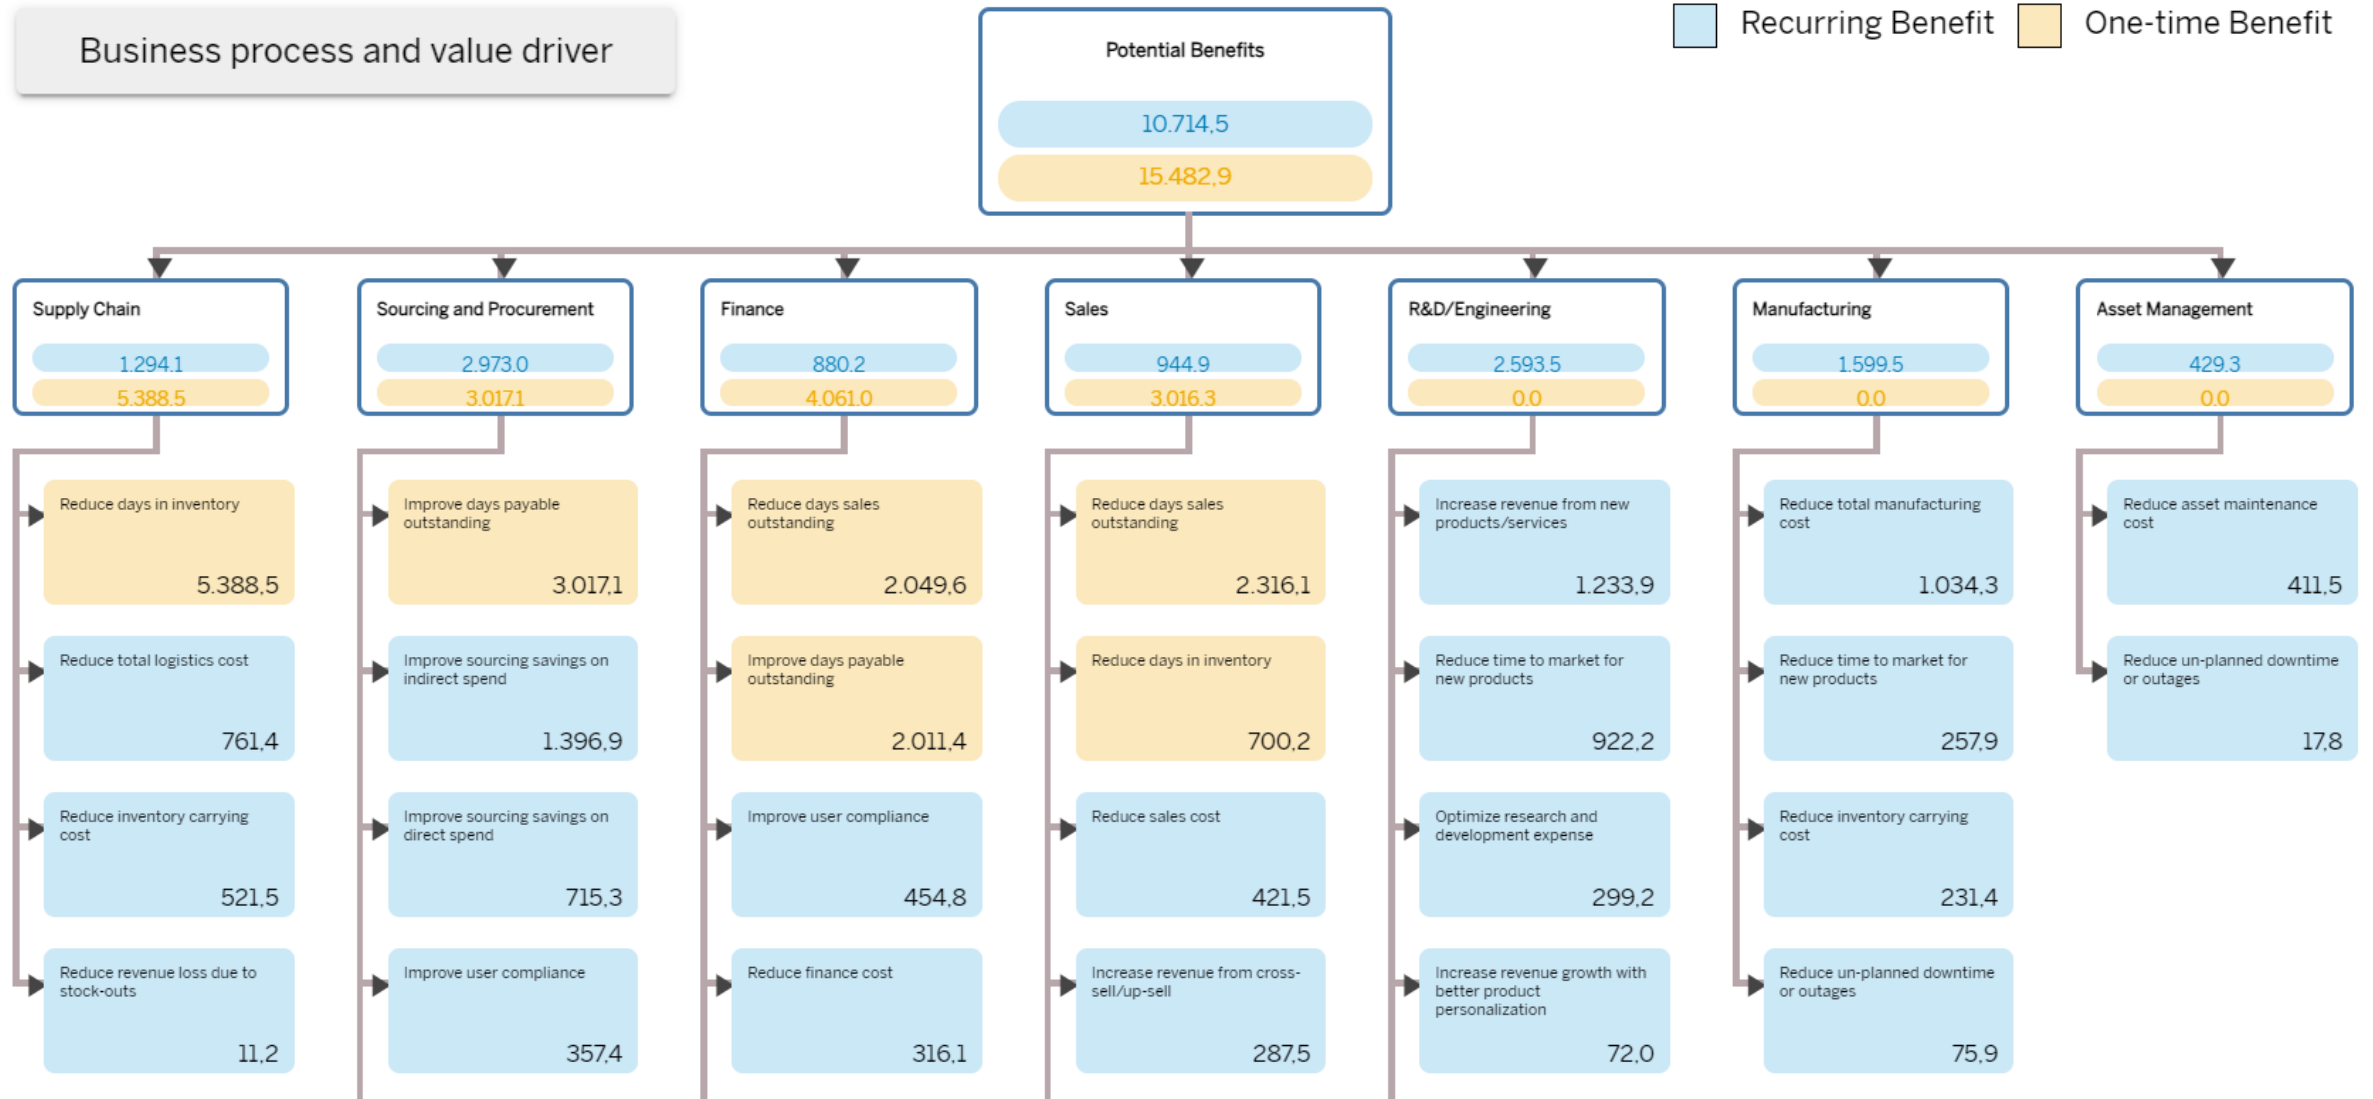 Business process and value driver
Recurring Benefit
One-time Benefit
Potential Benefits
10.714,5
15.482,9
Supply Chain
1.294.1
5.388.5
Sourcing and Procurement
2.973.0
3.017.1
Finance
880.2
4.061.0
Sales
944.9
3.016.3
R&D/Engineering
2.593.5
0.0
Manufacturing
1.599.5
0.0
Asset Management
429.3
0.0
Reduce days in inventory
5.388,5
Reduce total logistics cost
761,4
Reduce inventory carrying
cost
521,5
Reduce revenue loss due to
stock-outs
11,2
Improve days payable
outstanding
3.017,1
Improve sourcing savings on
indirect spend
1.396,9
Improve sourcing savings on
direct spend
715,3
Improve user compliance
357,4
Reduce days sales
outstanding
2.049,6
Improve days payable
outstanding
2.011,4
Improve user compliance
454,8
Reduce finance cost
316,1
Reduce days sales
outstanding
2.316,1
Reduce days in inventory
700,2
Reduce sales cost
421,5
Increase revenue from cross-
sell/up-sell
287,5
Increase revenue from new
products/services
1.233,9
Reduce time to market for
new products
922,2
Optimize research and
development expense
299,2
Increase revenue growth with
better product
personalization
72,0
Reduce total manufacturing
cost
1.034,3
Reduce time to market for
new products
257,9
Reduce inventory carrying
cost
231,4
Reduce un-planned downtime
or outages
75,9
Reduce asset maintenance
cost
411,5
Reduce un-planned downtime
or outages
17,8